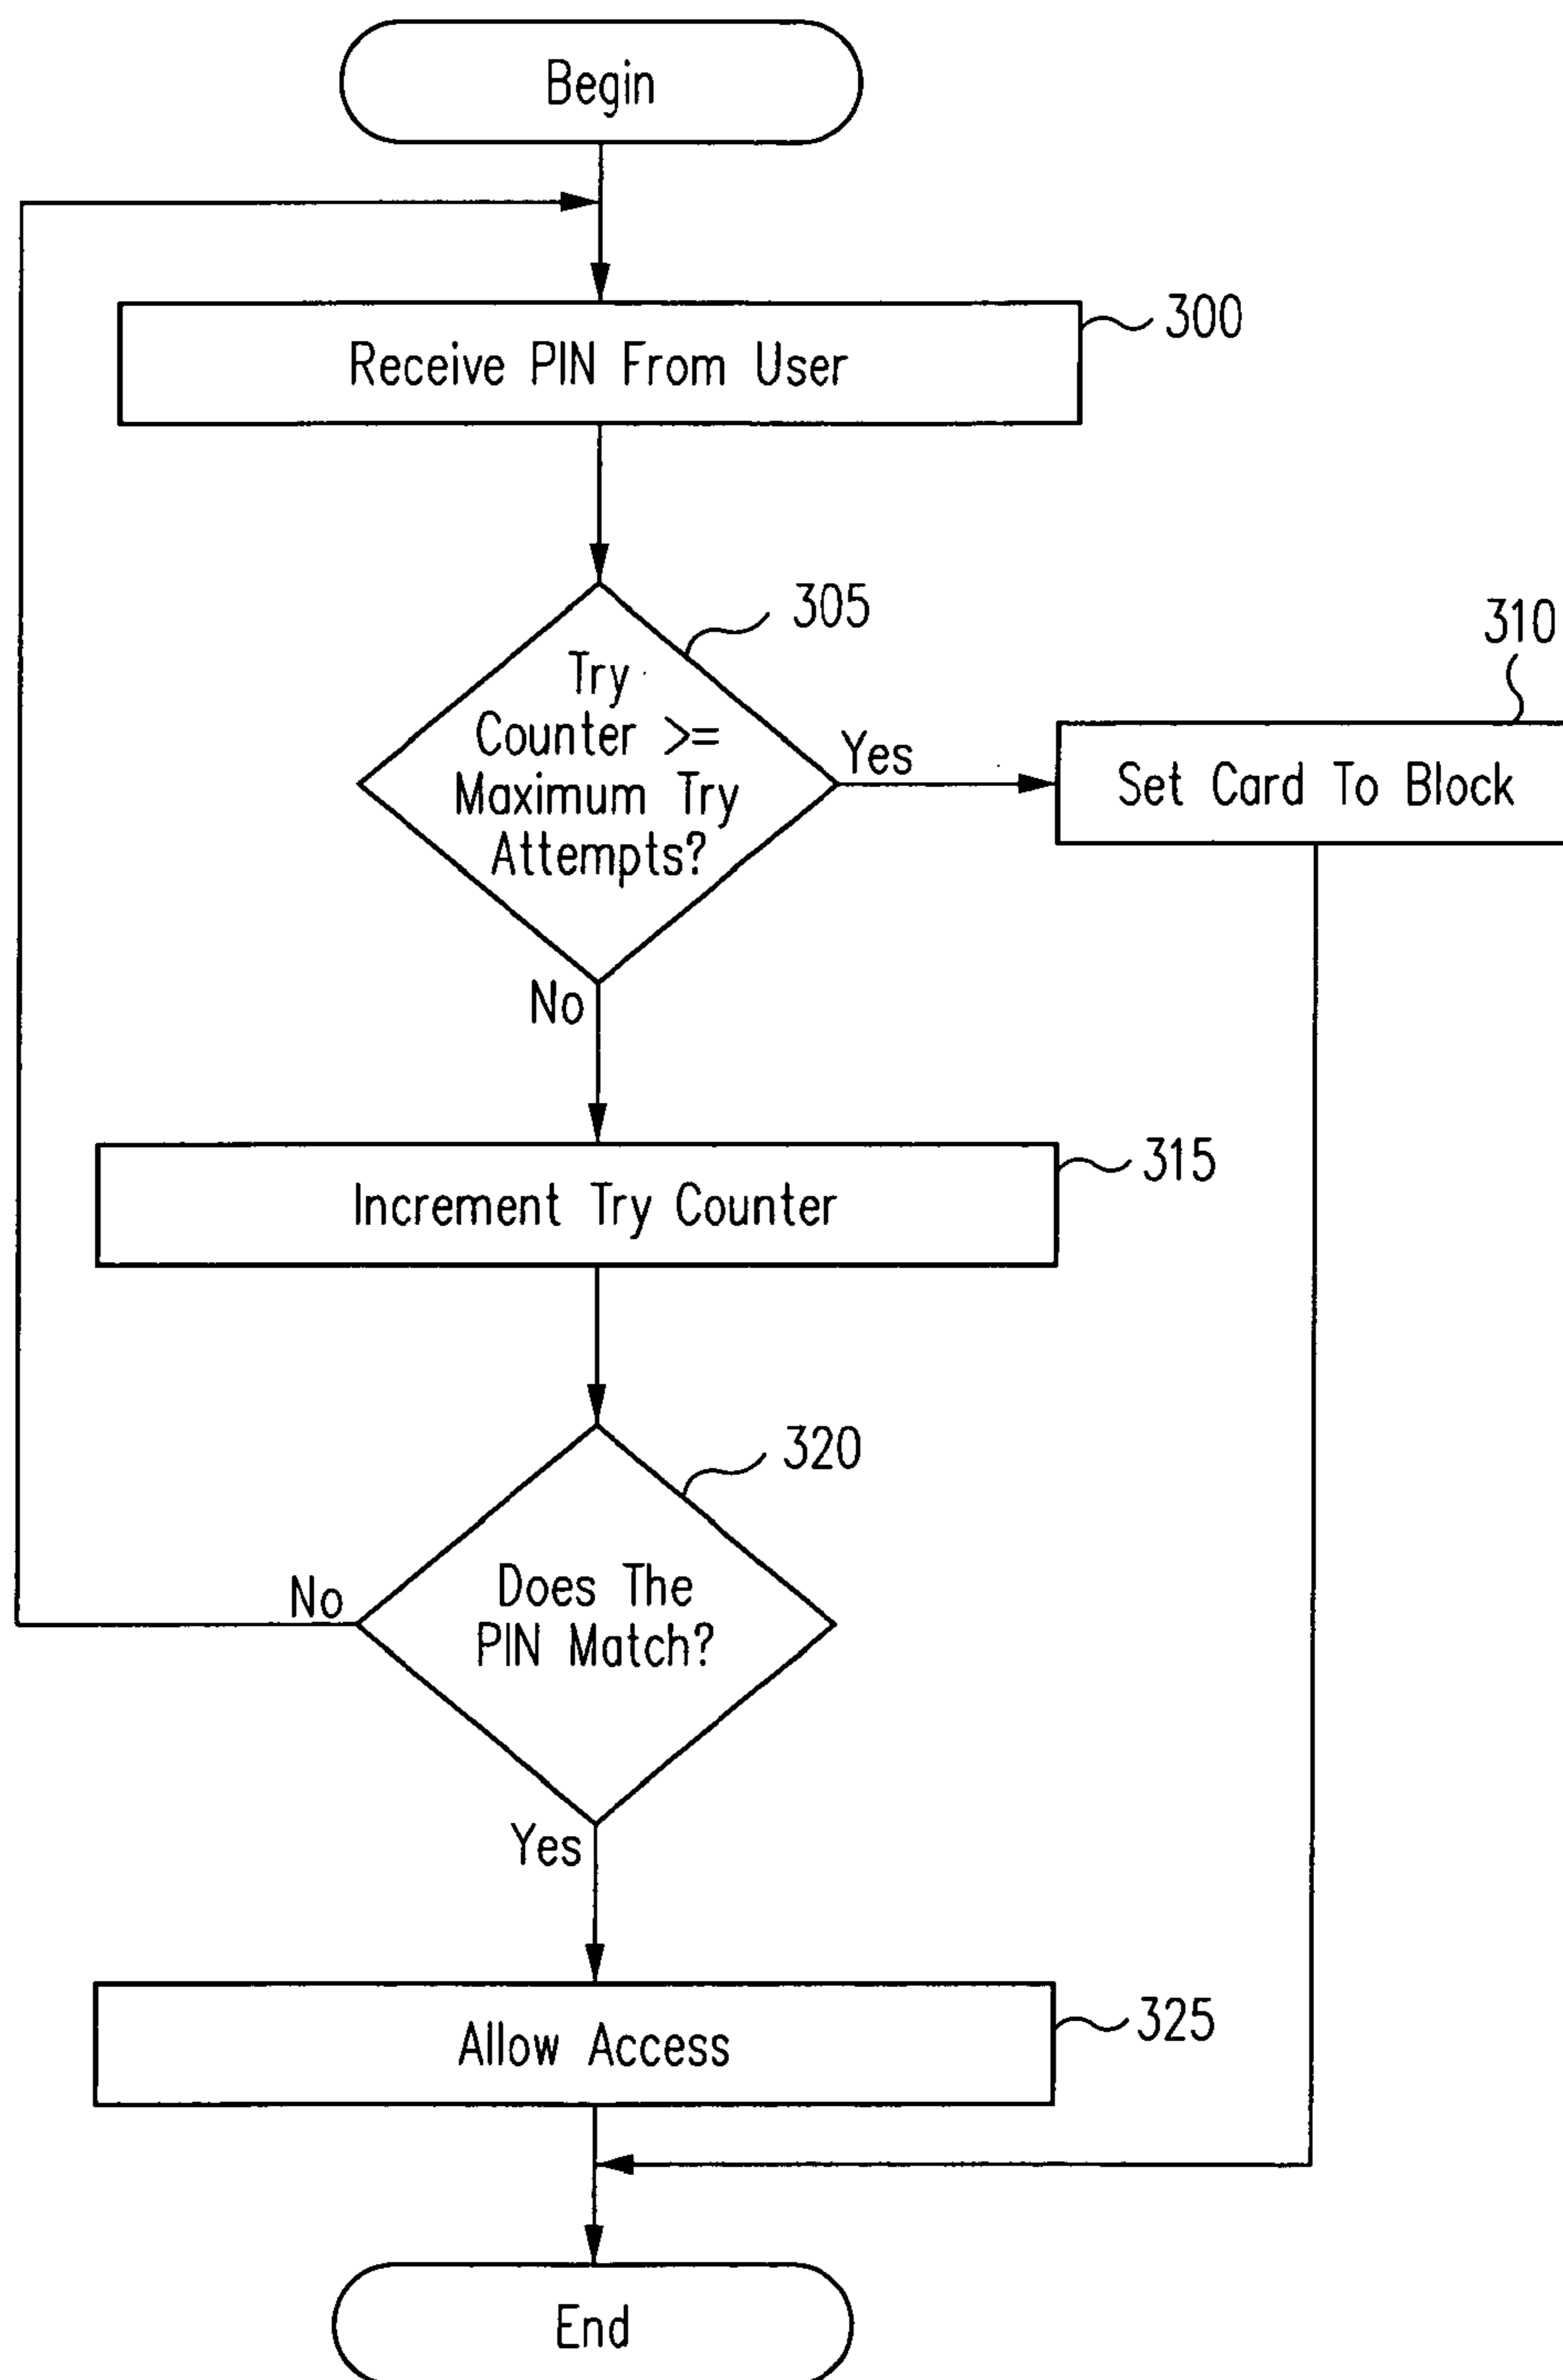 Begin
300
Receive PIN From User
305
Try
Counter >=
Maximum Try
Attempts?
Yes
310
Set Card To Block
No
315
Increment Try Counter
320
Does The
PIN Match?
No
Yes
325
Allow Access
End